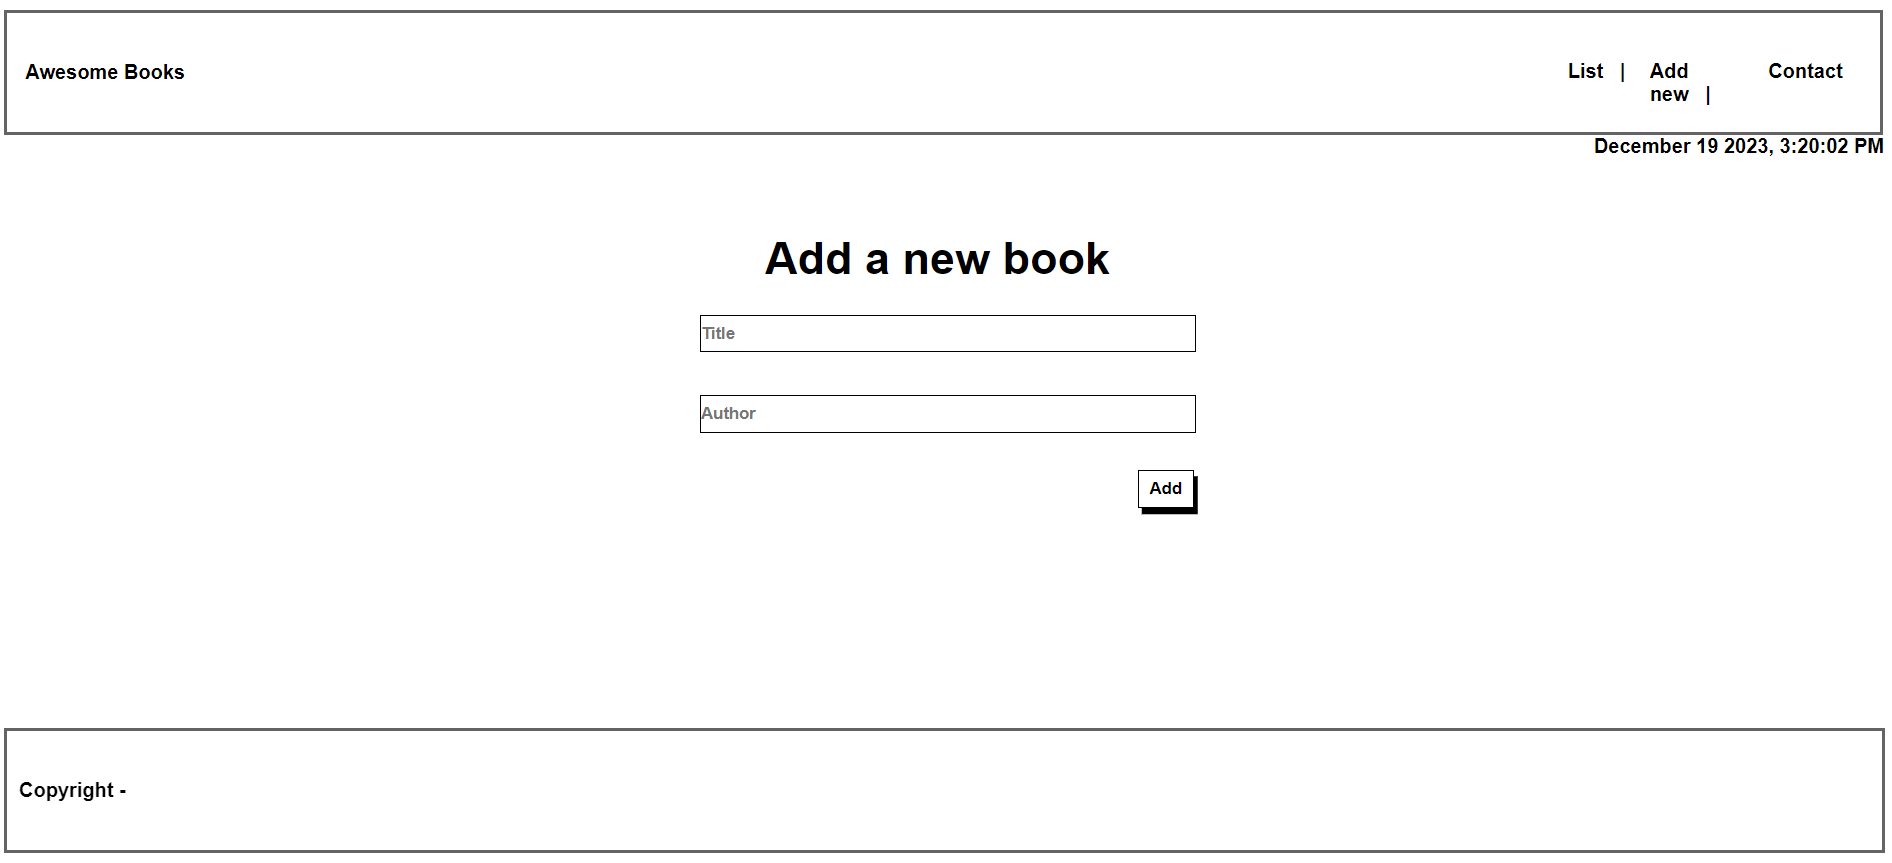 Awesome Books
List | Add Contact
new |
December 19 2023, 3:20:02 PM
Add a new book
Title
Author
Add
Copyright -